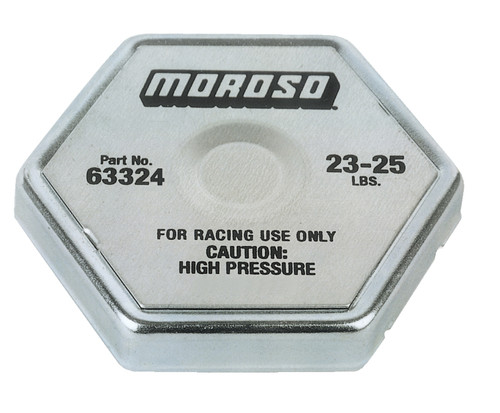 MOROSO
Part No.
63324
23-25
LBS.
FOR RACING USE ONLY
CAUTION:
HIGH PRESSURE